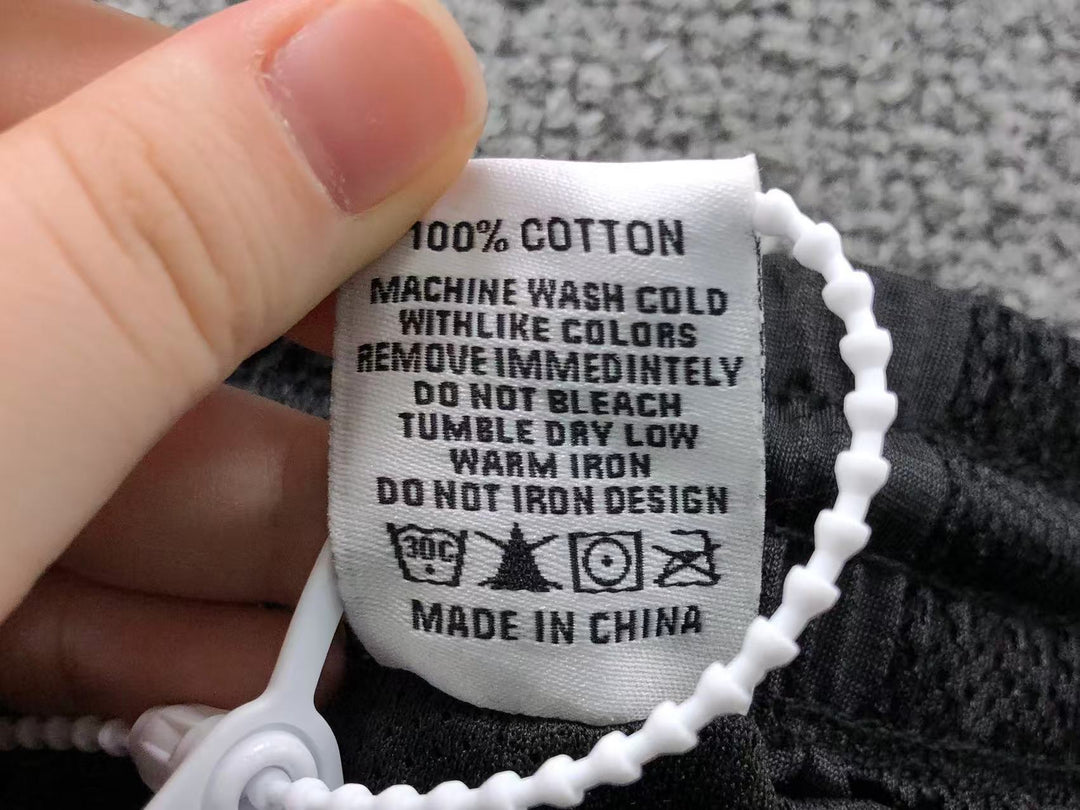 100% COTTON
MACHINE WASH COLD
WITHLIKE COLORS
REMOVE IMMEDINTELY
DO NOT BLEACH
TUMBLE DRY LOW
WARM IRON
DO NOT IRON DESIGN
30C
MADE IN CHINA